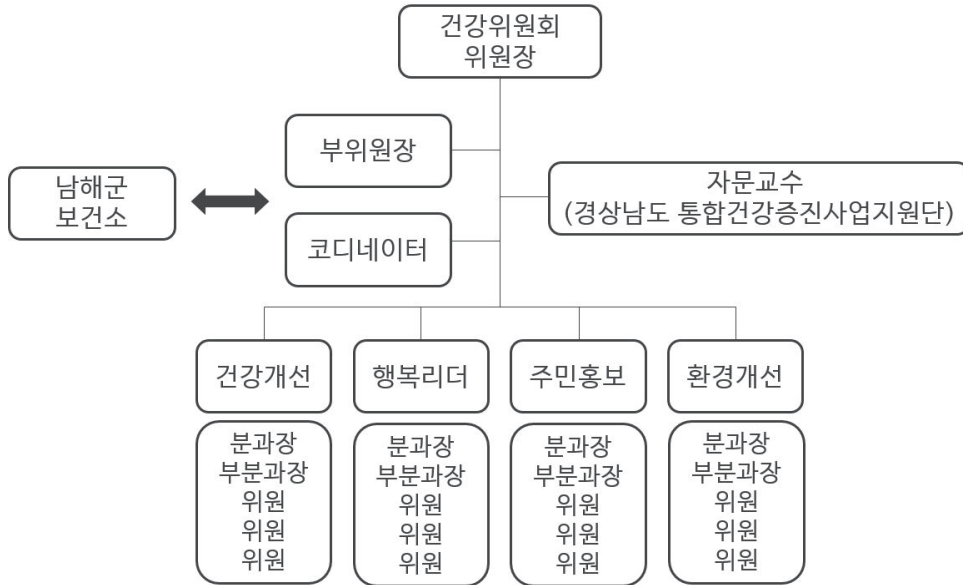 건강위원회
위원장
부위원장
남해군
보건소
자문교수
(경상남도 통합건강증진사업지원단)
코디네이터
건강개선
행복리더
주민홍보
환경개선
분과장
부분과장
위원
위원
위원
분과장
부분과장
위원
위원
위원
분과장
부분과장
위원
위원
위원
분과장
부분과장
위원
위원
위원